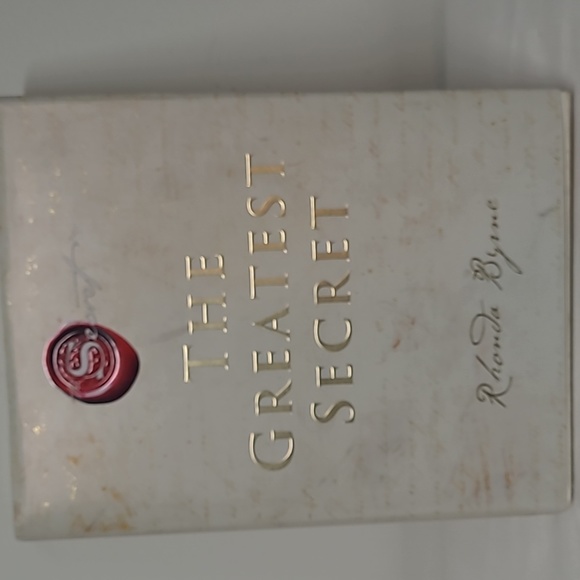 THE
GREATEST
SECRET
Rhonda Byrne